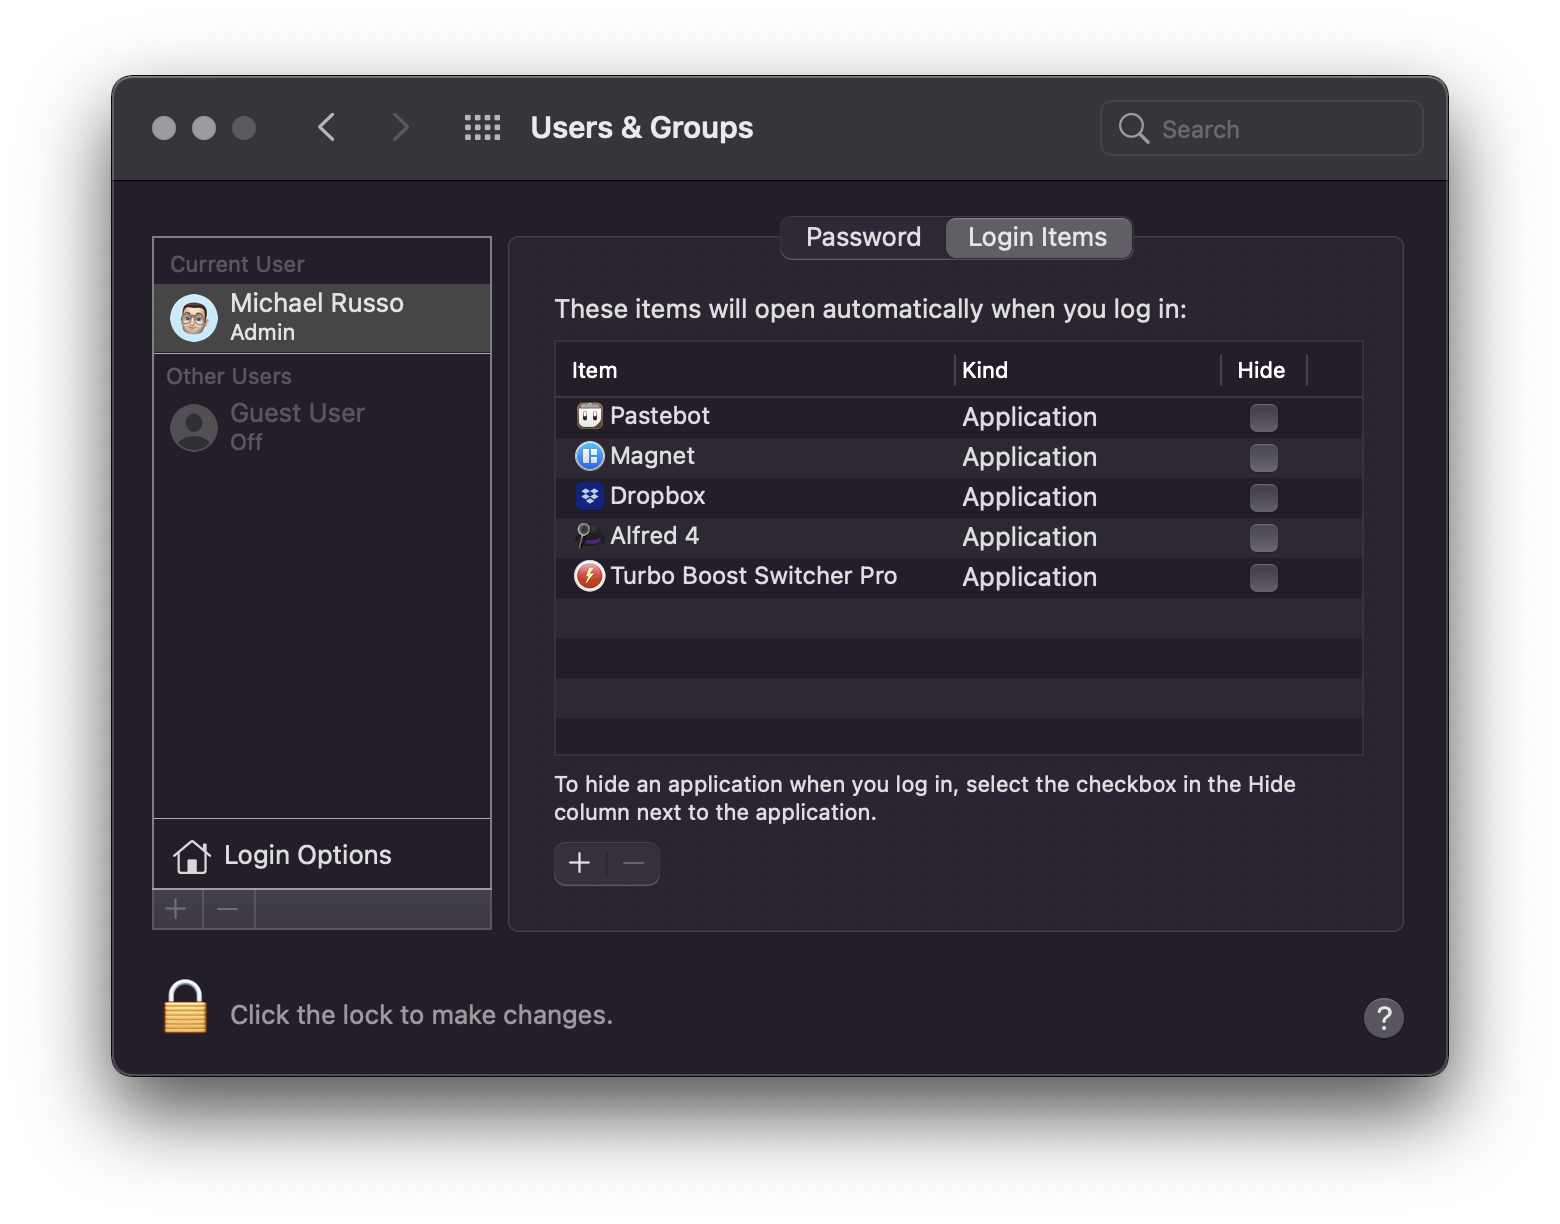 Users & Groups
Search
Current User
Michael Russo
Admin
Other Users
Guest User
Off
Login Options
Password
Login Items
These items will open automatically when you log in:
Item Kind Hide
Pastebot Application
Magnet Application
Dropbox Application
Alfred 4 Application
Turbo Boost Switcher Pro Application
To hide an application when you log in, select the checkbox in the Hide
column next to the application.
Click the lock to make changes.
?